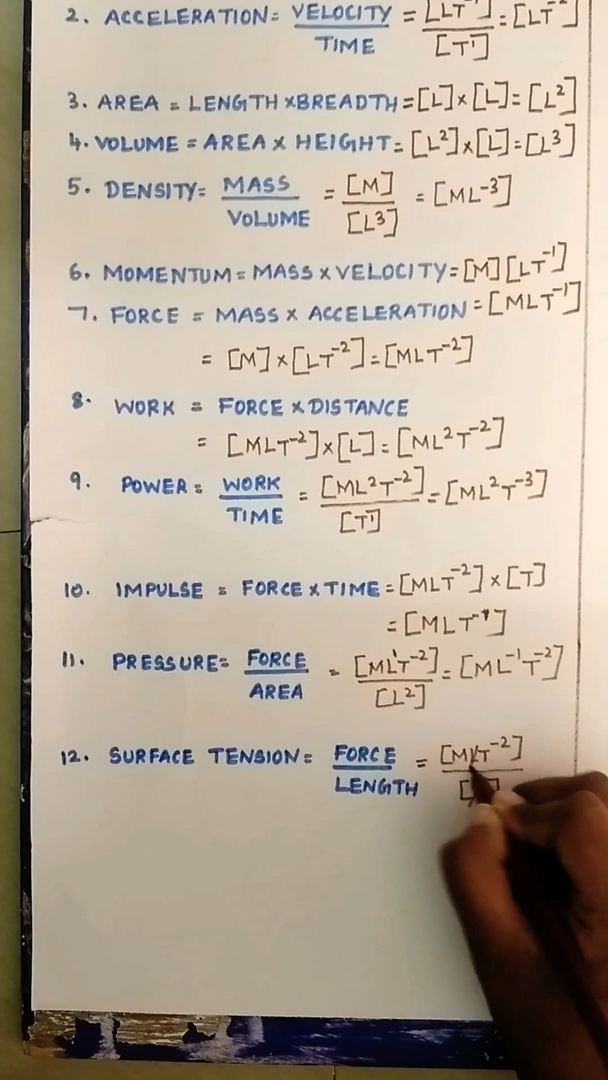 2. ACCELERATION = VELOCITY/TIME = [LT⁻¹]/[T¹] = [LT⁻²]
3. AREA = LENGTH × BREADTH = [L] × [L] = [L²]
4. VOLUME = AREA × HEIGHT = [L²] × [L] = [L³]
5. DENSITY = MASS/VOLUME = [M]/[L³] = [ML⁻³]
6. MOMENTUM = MASS × VELOCITY = [M] [LT⁻¹]
= [MLT⁻¹]
7. FORCE = MASS × ACCELERATION
= [M] × [LT⁻²] = [MLT⁻²]
8. WORK = FORCE × DISTANCE
= [MLT⁻²] × [L] = [ML²T⁻²]
9. POWER = WORK/TIME = [ML²T⁻²]/[T¹] = [ML²T⁻³]
10. IMPULSE = FORCE × TIME = [MLT⁻²] × [T]
= [MLT⁻¹]
11. PRESSURE = FORCE/AREA = [ML¹T⁻²]/[L²] = [ML⁻¹T⁻²]
12. SURFACE TENSION = FORCE/LENGTH = [MLT⁻²]